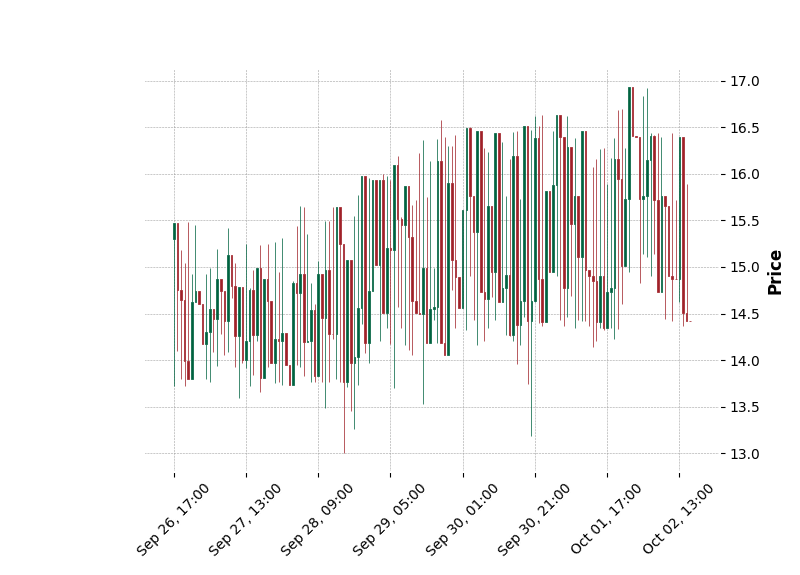 17.0
16.5
16.0
15.5
15.0
14.5
14.0
13.5
13.0
Price
Sep 26, 17:00
Sep 27, 13:00
Sep 28, 09:00
Sep 29, 05:00
Sep 30, 01:00
Sep 30, 21:00
Oct 01, 17:00
Oct 02, 13:00